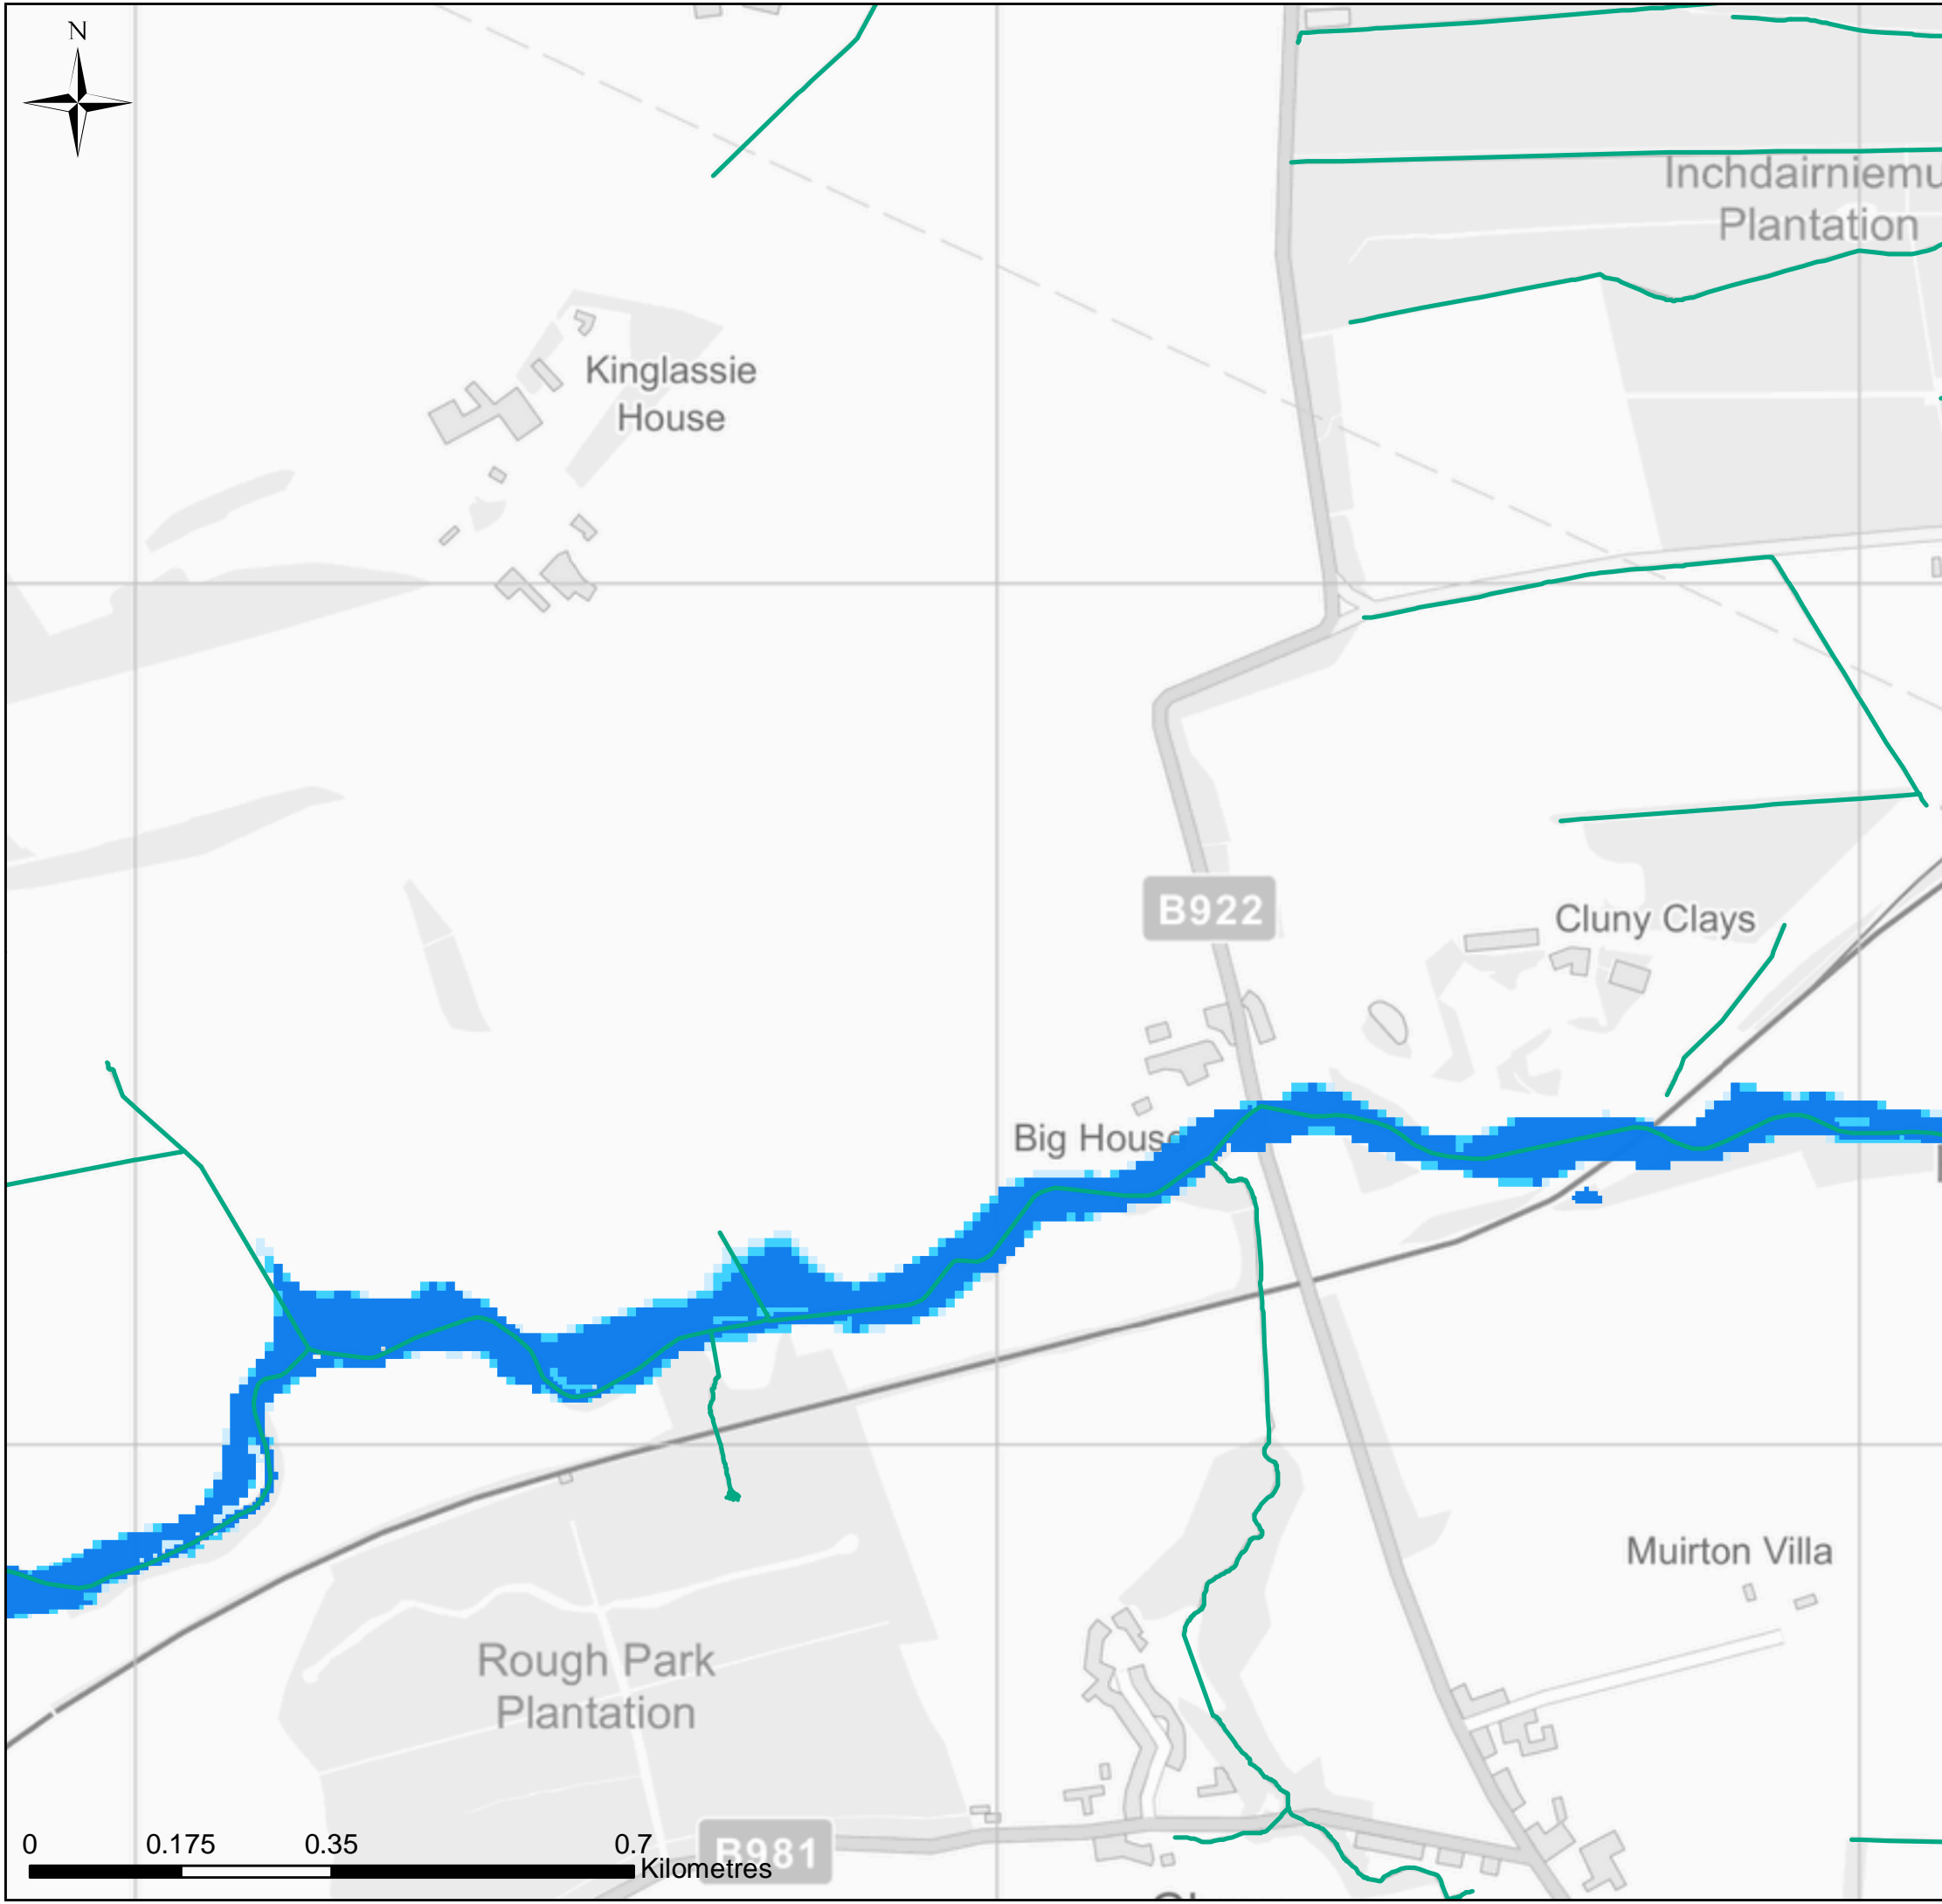 N
Inchdairniemu
Plantation
Kinglassie
House
B922
Cluny Clays
Big House
Muirton Villa
Rough Park
Plantation
0 0.175 0.35 0.7
Kilometres
B981